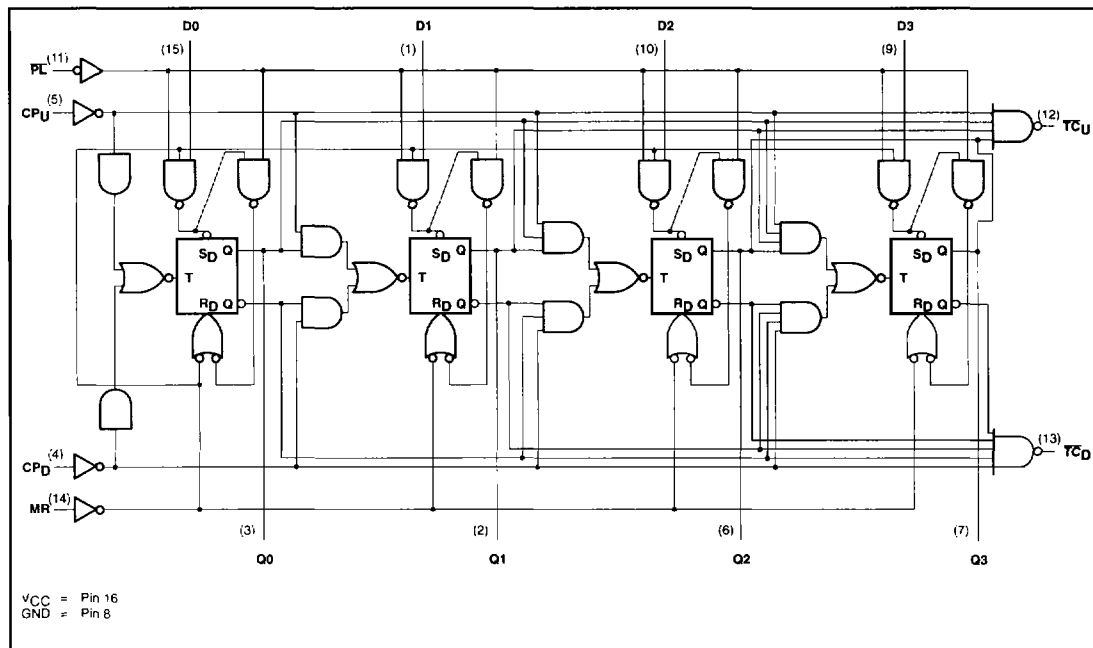 D0 D1 D2 D3
(15) (1) (10) (9)
PL (11)
CPU (5)
(12) TCU
SD Q SD Q SD Q SD Q
T T T T
RD Q RD Q RD Q RD Q
CPD (4)
(13) TCD
MR (14)
(3) (2) (6) (7)
Q0 Q1 Q2 Q3
VCC = Pin 16
GND = Pin 8